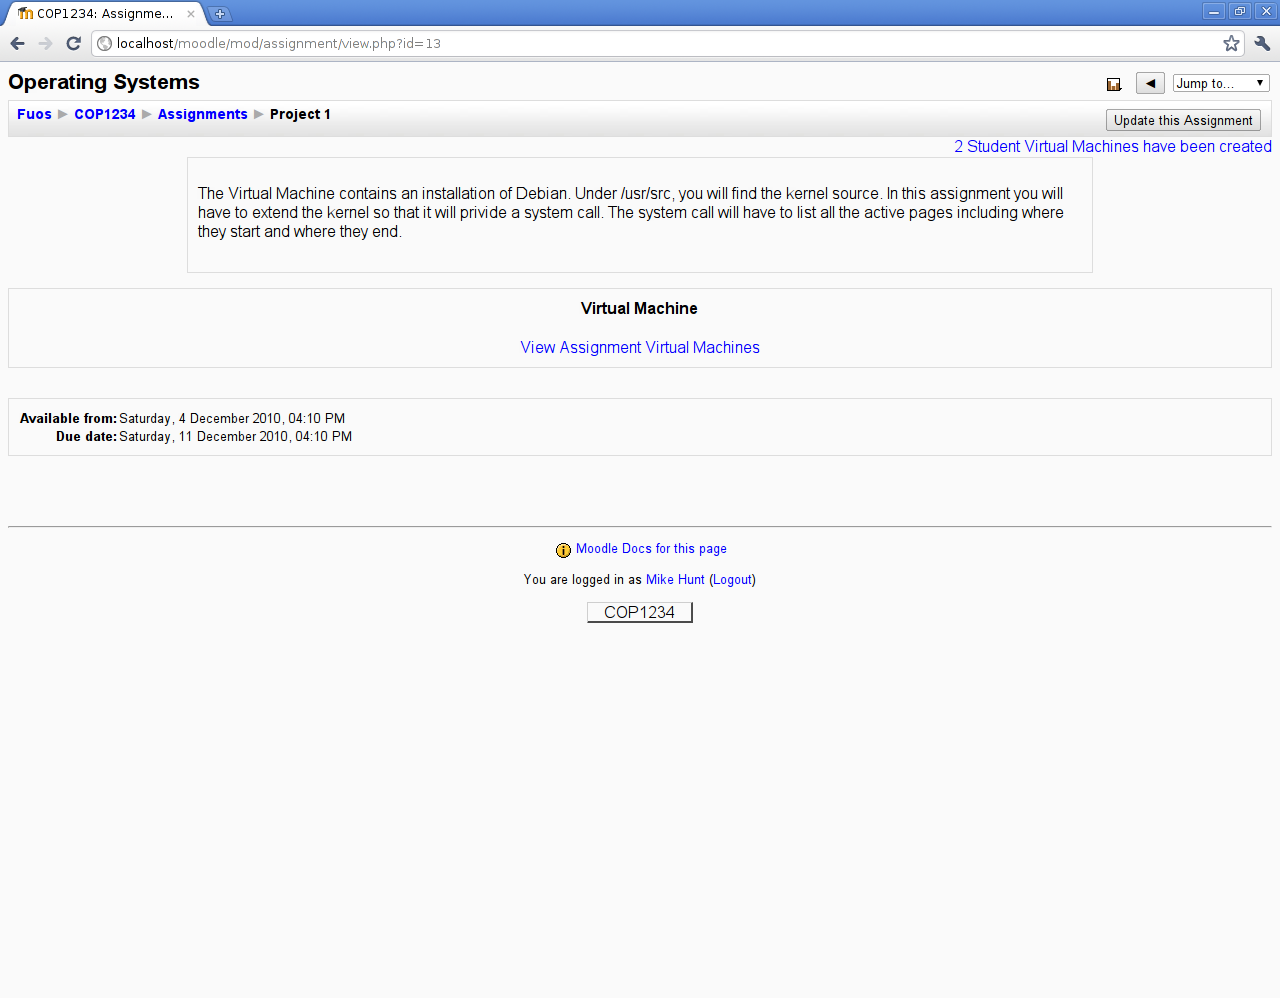 COP1234: Assignme...
localhost/moodle/mod/assignment/view.php?id=13
Operating Systems
Jump to...
Fuos ► COP1234 ► Assignments ► Project 1
Update this Assignment
2 Student Virtual Machines have been created
The Virtual Machine contains an installation of Debian. Under /usr/src, you will find the kernel source. In this assignment you will
have to extend the kernel so that it will privide a system call. The system call will have to list all the active pages including where
they start and where they end.
Virtual Machine
View Assignment Virtual Machines
Available from: Saturday, 4 December 2010, 04:10 PM
Due date: Saturday, 11 December 2010, 04:10 PM
Moodle Docs for this page
You are logged in as Mike Hunt (Logout)
COP1234